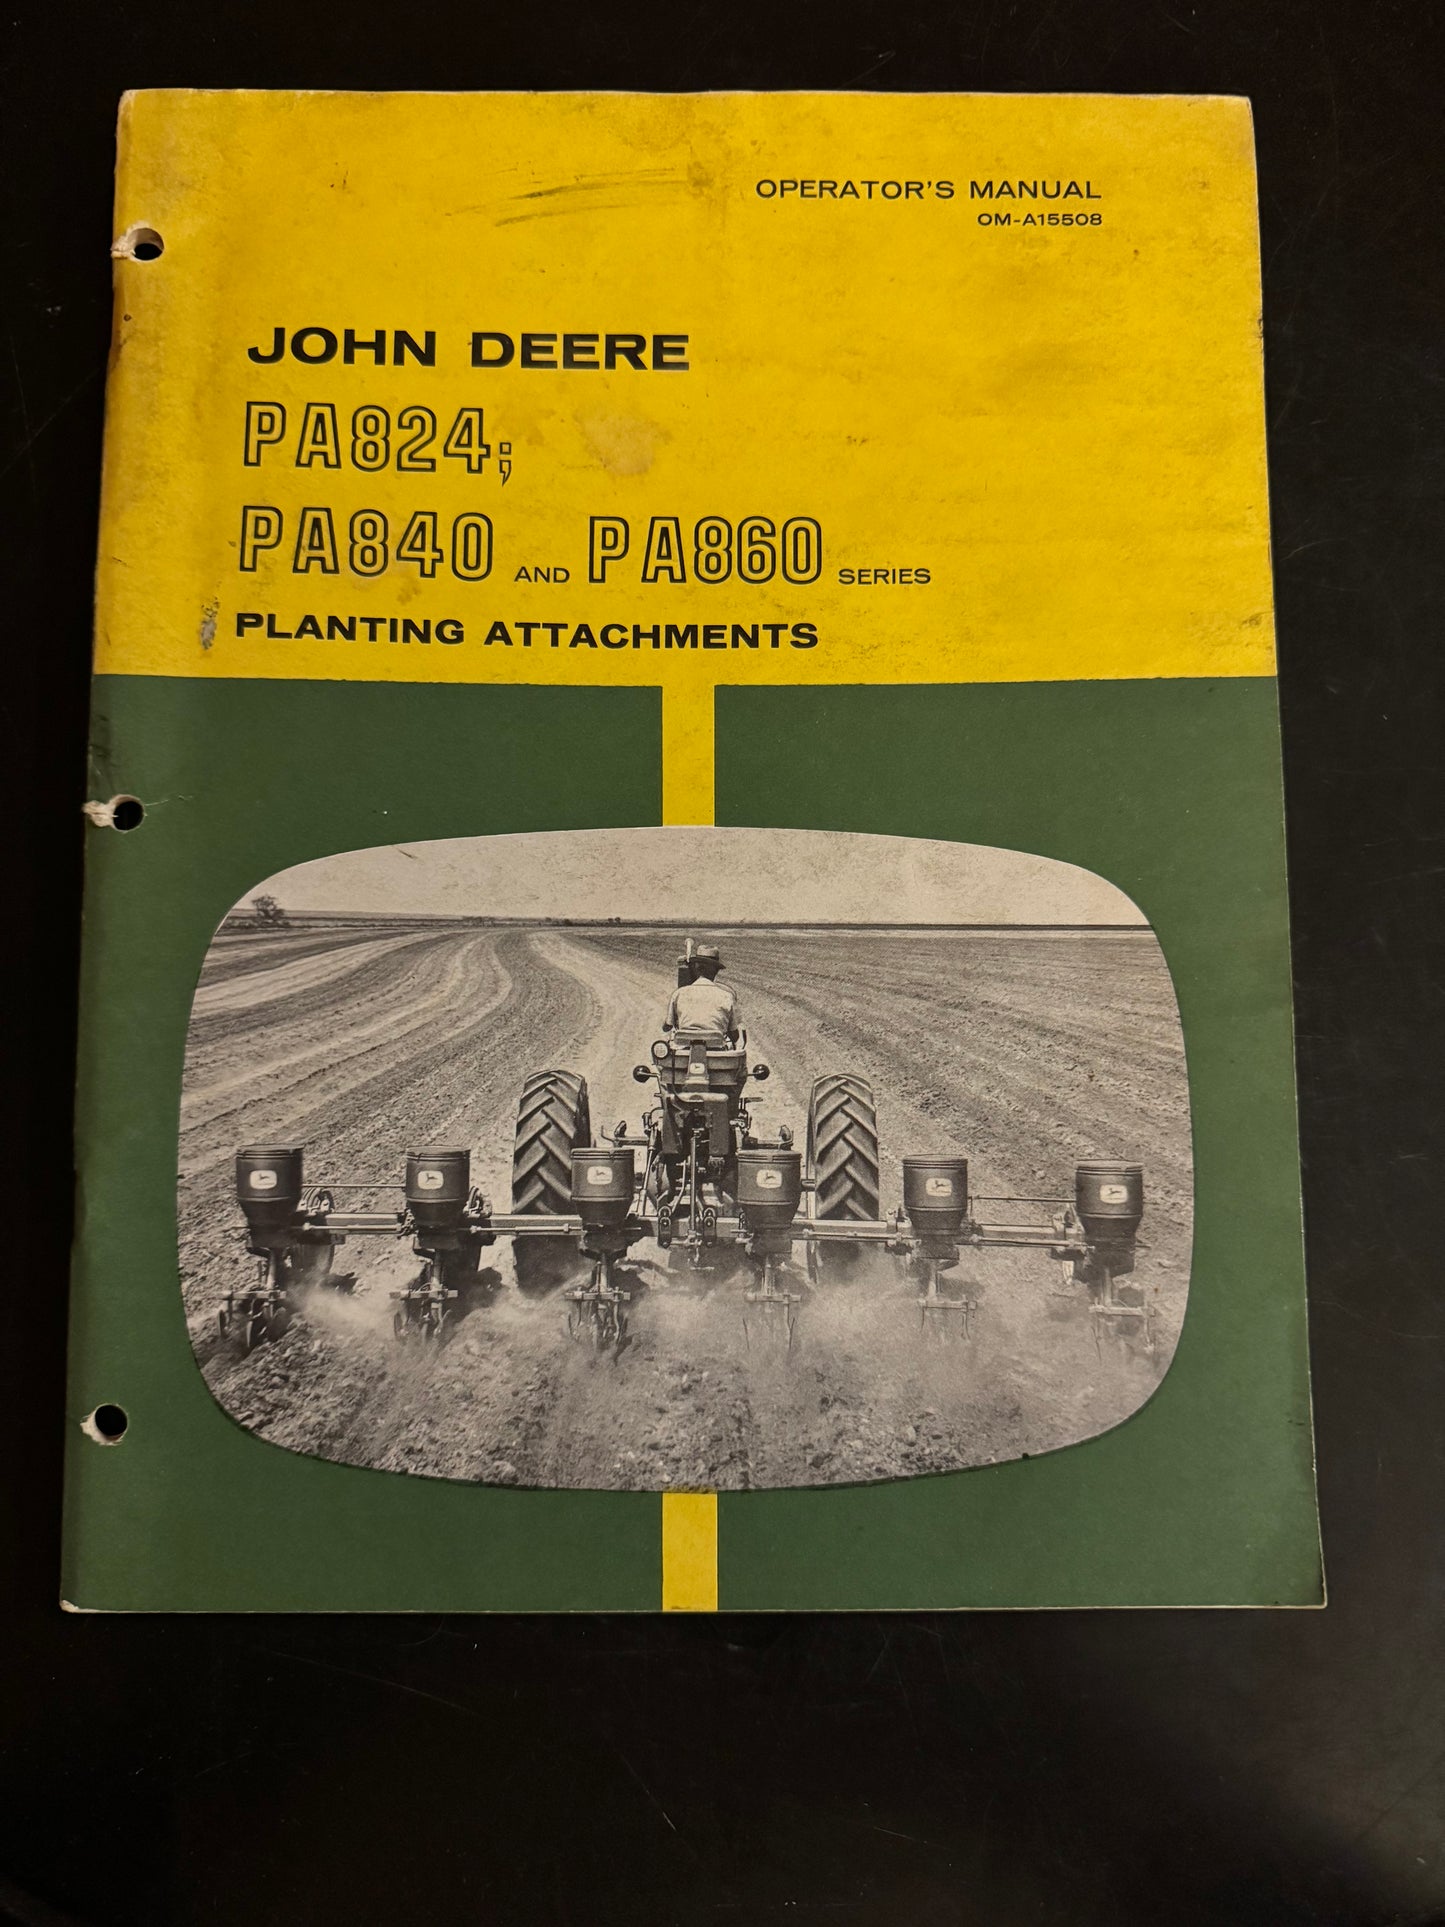 OPERATOR'S MANUAL
OM-A15508
JOHN DEERE
PA824;
PA840 AND PA860 SERIES
PLANTING ATTACHMENTS